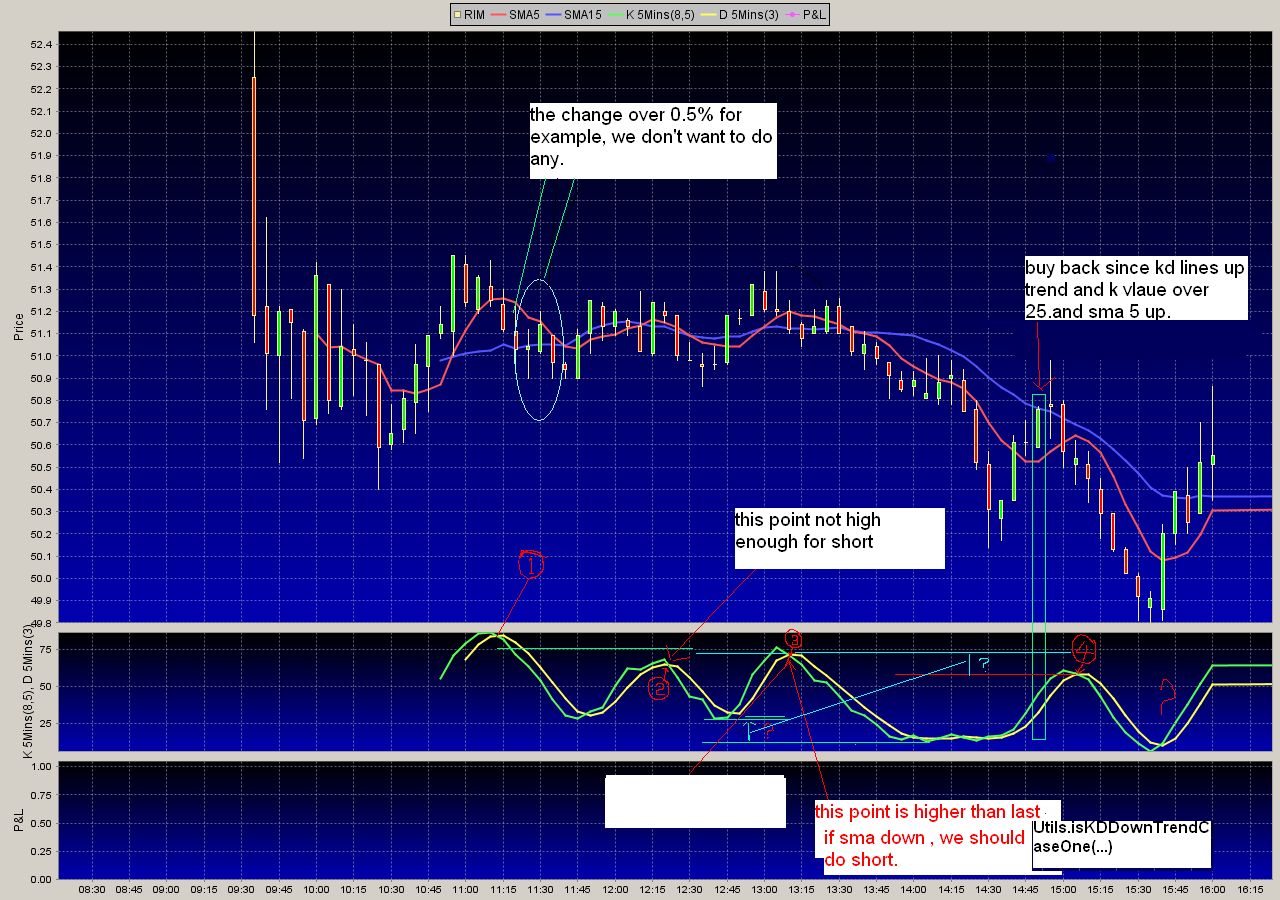 RIM SMA5 SMA15 K 5Mins(8,5) D 5Mins(3) P&L
52.4
52.3
52.2
52.1
52.0
51.9
51.8
51.7
51.6
51.5
51.4
51.3
51.2
51.1
51.0
50.9
50.8
50.7
50.6
50.5
50.4
50.3
50.2
50.1
50.0
49.9
49.8
Price
the change over 0.5% for
example, we don't want to do
any.
buy back since kd lines up
trend and k vlaue over
25.and sma 5 up.
this point not high
enough for short
1
2
3
4
?
?
?
75
50
25
K 5Mins(8,5), D 5Mins(3)
this point is higher than last
if sma down , we should
do short.
Utils.isKDDownTrendC
aseOne(...)
1.00
0.75
0.50
0.25
0.00
P&L
08:30 08:45 09:00 09:15 09:30 09:45 10:00 10:15 10:30 10:45 11:00 11:15 11:30 11:45 12:00 12:15 12:30 12:45 13:00 13:15 13:30 13:45 14:00 14:15 14:30 14:45 15:00 15:15 15:30 15:45 16:00 16:15